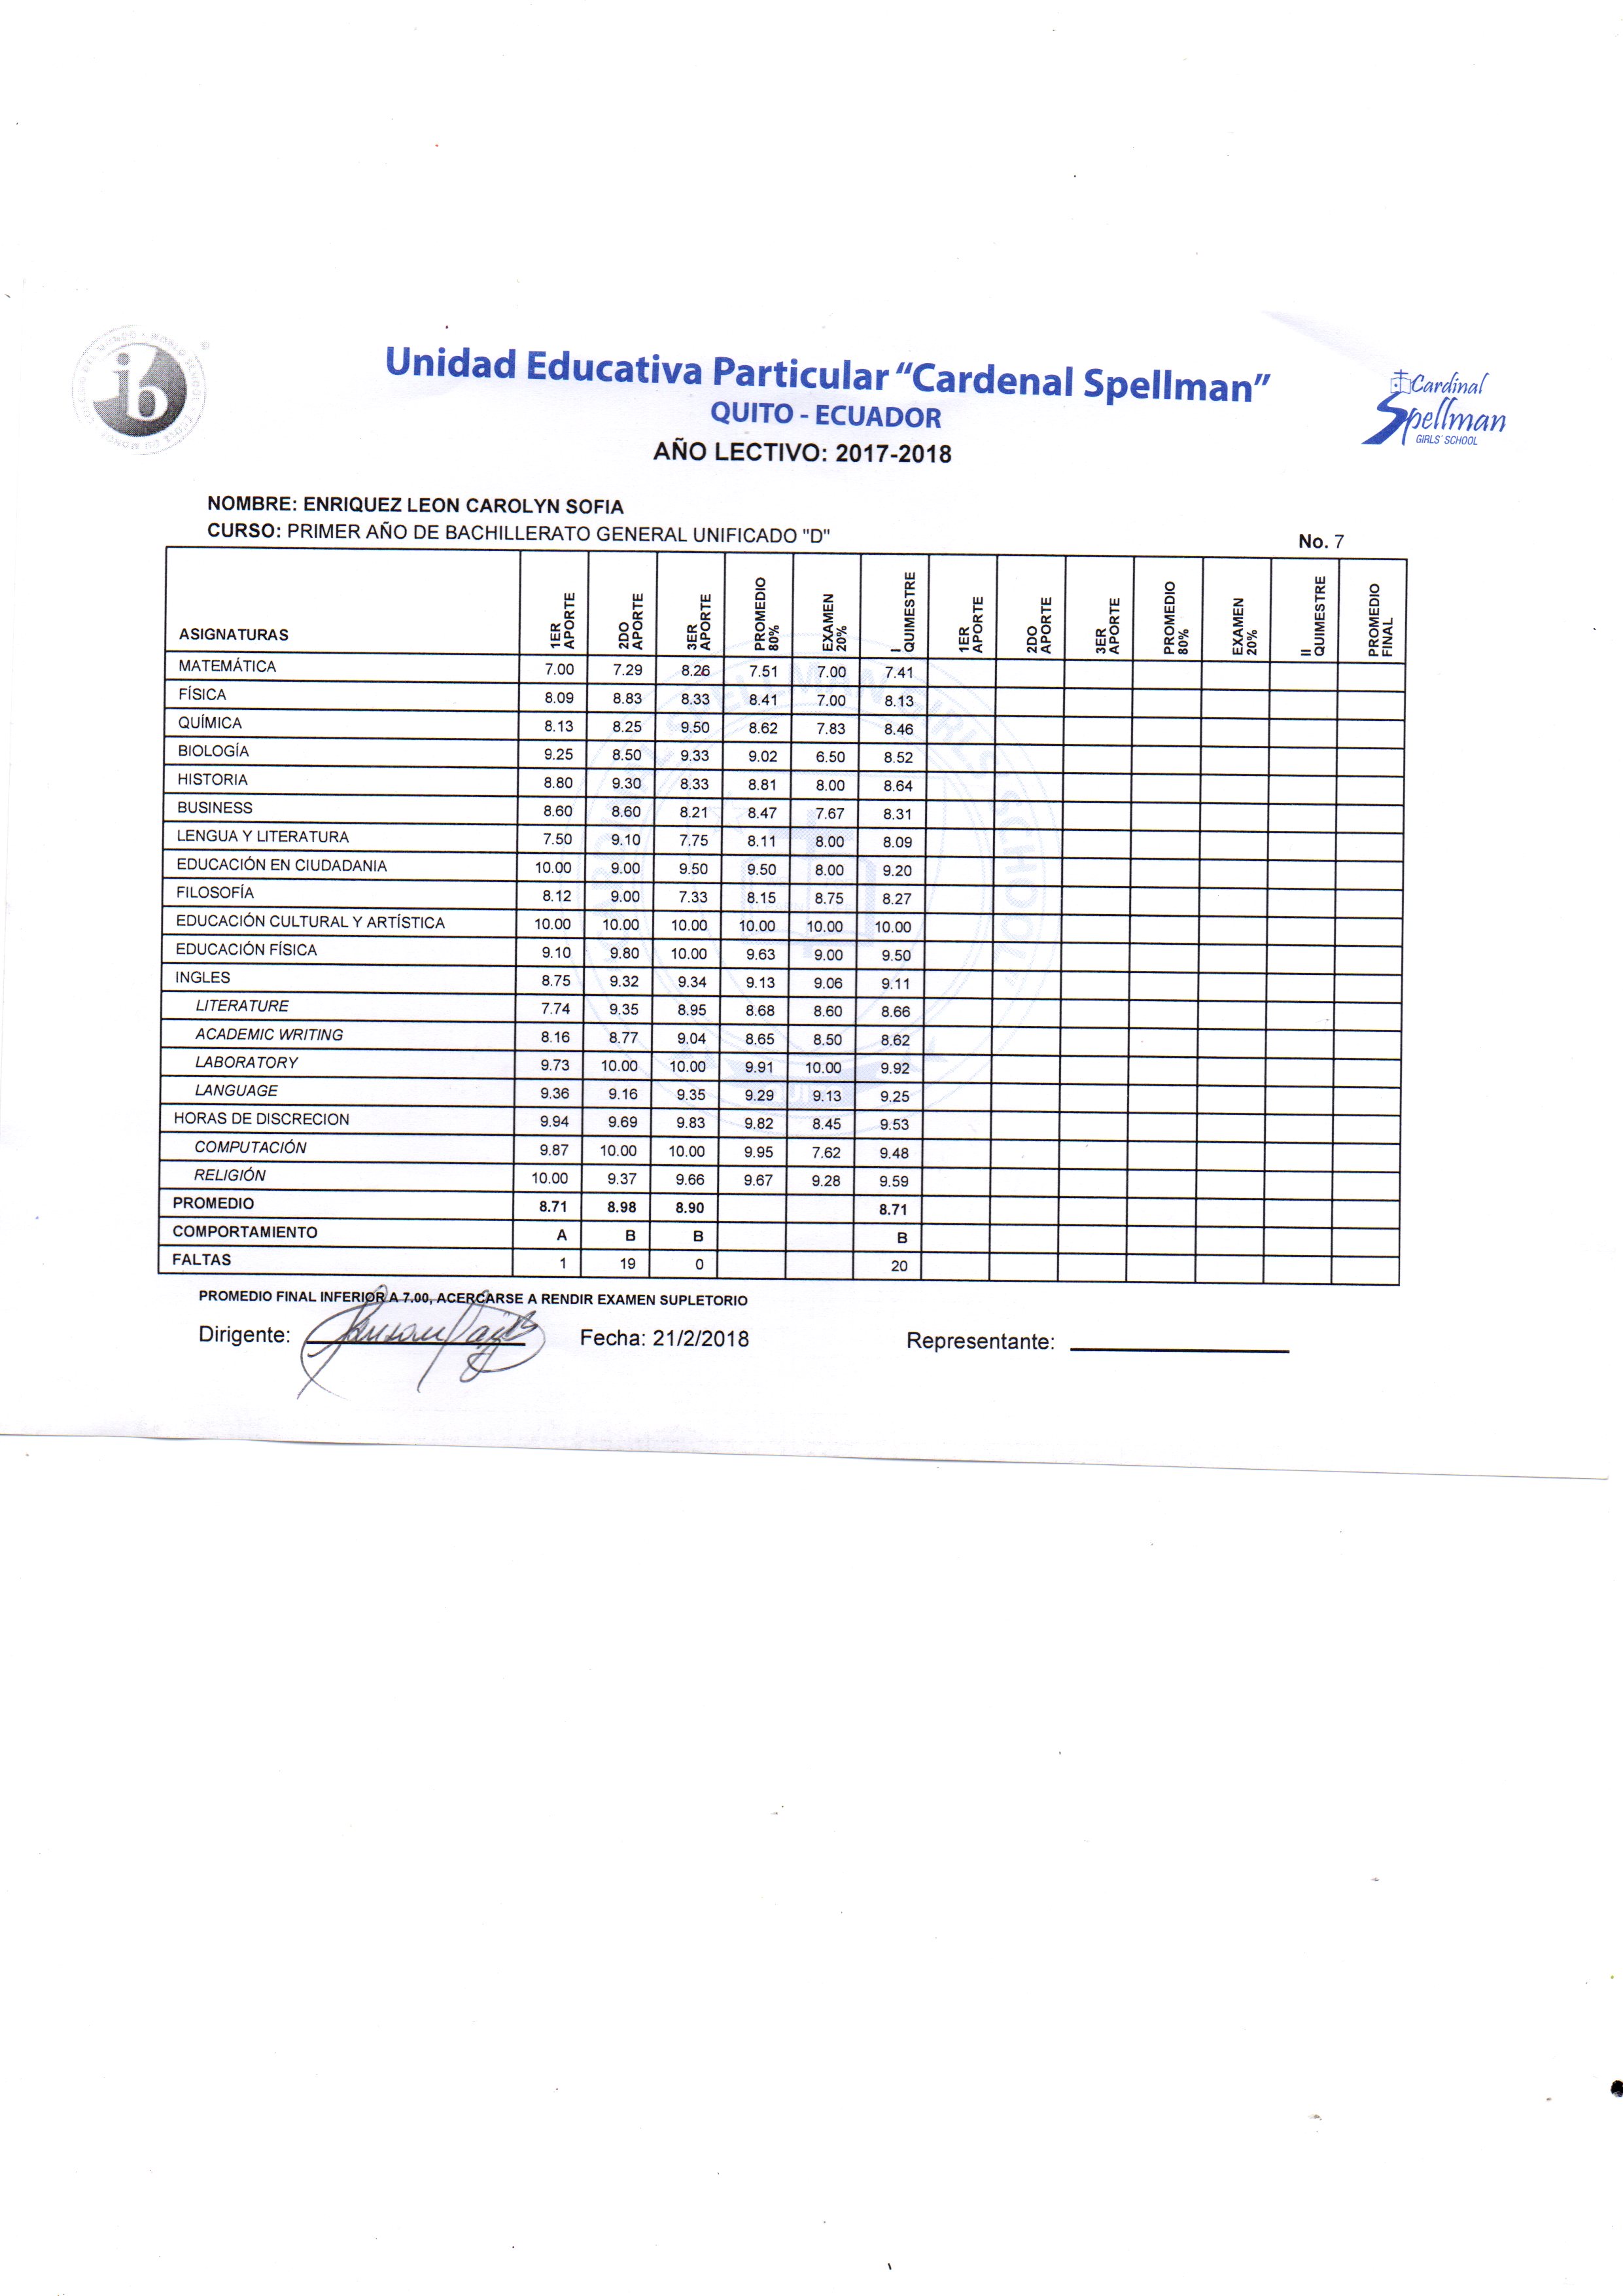 Unidad Educativa Particular “Cardenal Spellman”
QUITO - ECUADOR
AÑO LECTIVO: 2017-2018
ib
Cardinal
Spellman
GIRLS' SCHOOL
NOMBRE: ENRIQUEZ LEON CAROLYN SOFIA
CURSO: PRIMER AÑO DE BACHILLERATO GENERAL UNIFICADO "D"
No. 7
ASIGNATURAS 1ER APORTE 2DO APORTE 3ER APORTE PROMEDIO 80% EXAMEN 20% I QUIMESTRE 1ER APORTE 2DO APORTE 3ER APORTE PROMEDIO 80% EXAMEN 20% II QUIMESTRE PROMEDIO FINAL
MATEMÁTICA 7.00 7.29 8.26 7.51 7.00 7.41
FÍSICA 8.09 8.83 8.33 8.41 7.00 8.13
QUÍMICA 8.13 8.25 9.50 8.62 7.83 8.46
BIOLOGÍA 9.25 8.50 9.33 9.02 6.50 8.52
HISTORIA 8.80 9.30 8.33 8.81 8.00 8.64
BUSINESS 8.60 8.60 8.21 8.47 7.67 8.31
LENGUA Y LITERATURA 7.50 9.10 7.75 8.11 8.00 8.09
EDUCACIÓN EN CIUDADANIA 10.00 9.00 9.50 9.50 8.00 9.20
FILOSOFÍA 8.12 9.00 7.33 8.15 8.75 8.27
EDUCACIÓN CULTURAL Y ARTÍSTICA 10.00 10.00 10.00 10.00 10.00 10.00
EDUCACIÓN FÍSICA 9.10 9.80 10.00 9.63 9.00 9.50
INGLES 8.75 9.32 9.34 9.13 9.06 9.11
LITERATURE 7.74 9.35 8.95 8.68 8.60 8.66
ACADEMIC WRITING 8.16 8.77 9.04 8.65 8.50 8.62
LABORATORY 9.73 10.00 10.00 9.91 10.00 9.92
LANGUAGE 9.36 9.16 9.35 9.29 9.13 9.25
HORAS DE DISCRECION 9.94 9.69 9.83 9.82 8.45 9.53
COMPUTACIÓN 9.87 10.00 10.00 9.95 7.62 9.48
RELIGIÓN 10.00 9.37 9.66 9.67 9.28 9.59
PROMEDIO 8.71 8.98 8.90 8.71
COMPORTAMIENTO A B B B
FALTAS 1 19 0 20
PROMEDIO FINAL INFERIOR A 7.00, ACERCARSE A RENDIR EXAMEN SUPLETORIO
Dirigente: Fecha: 21/2/2018 Representante: